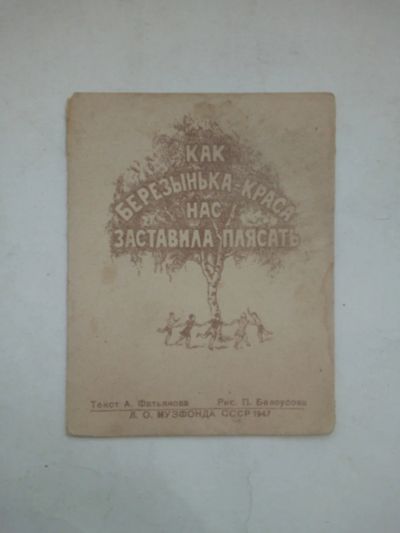 КАК
БЕРЕЗЫНЬКА-КРАСА
НАС
ЗАСТАВИЛА ПЛЯСАТЬ
Текст А. Фатьянова Рис. П. Белоусова
Л. О. МУЗФОНДА СССР 1947